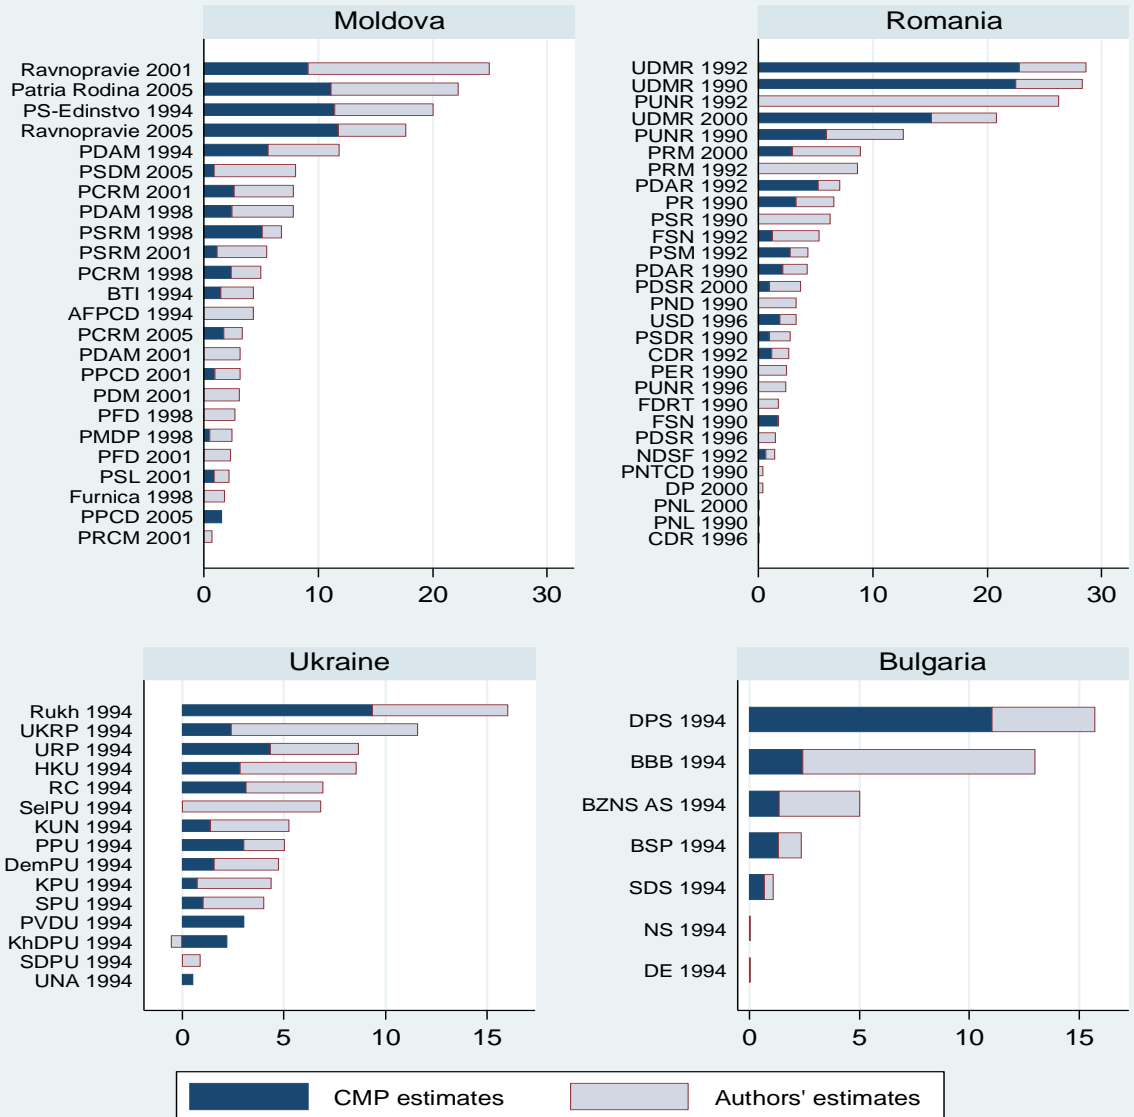 Moldova
Ravnopravie 2001
Patria Rodina 2005
PS-Edinstvo 1994
Ravnopravie 2005
PDAM 1994
PSDM 2005
PCRM 2001
PDAM 1998
PSRM 1998
PSRM 2001
PCRM 1998
BTI 1994
AFPCD 1994
PCRM 2005
PDAM 2001
PPCD 2001
PDM 2001
PFD 1998
PMDP 1998
PFD 2001
PSL 2001
Furnica 1998
PPCD 2005
PRCM 2001
0 10 20 30
Romania
UDMR 1992
UDMR 1990
PUNR 1992
UDMR 2000
PUNR 1990
PRM 2000
PRM 1992
PDAR 1992
PR 1990
PSR 1990
FSN 1992
PSM 1992
PDAR 1990
PDSR 2000
PND 1990
USD 1996
PSDR 1990
CDR 1992
PER 1990
PUNR 1996
FDRT 1990
FSN 1990
PDSR 1996
NDSF 1992
PNTCD 1990
DP 2000
PNL 2000
PNL 1990
CDR 1996
0 10 20 30
Ukraine
Rukh 1994
UKRP 1994
URP 1994
HKU 1994
RC 1994
SelPU 1994
KUN 1994
PPU 1994
DemPU 1994
KPU 1994
SPU 1994
PVDU 1994
KhDPU 1994
SDPU 1994
UNA 1994
0 5 10 15
Bulgaria
DPS 1994
BBB 1994
BZNS AS 1994
BSP 1994
SDS 1994
NS 1994
DE 1994
0 5 10 15
CMP estimates Authors' estimates